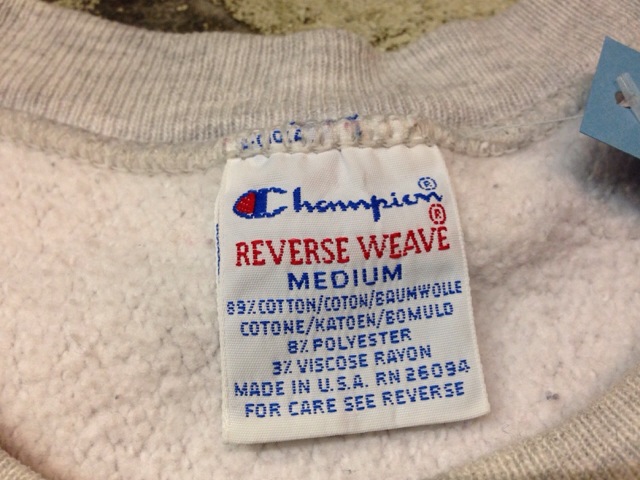 Champion®
REVERSE WEAVE®
MEDIUM
89% COTTON/COTON/BAUMWOLLE
COTONE/KATOEN/BOMULD
8% POLYESTER
3% VISCOSE RAYON
MADE IN U.S.A. RN 26094
FOR CARE SEE REVERSE